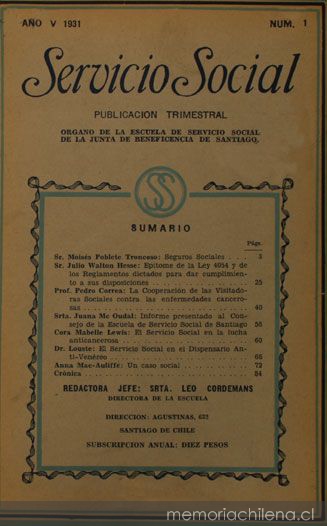 AÑO V 1931 NUM. 1
Servicio Social
PUBLICACION TRIMESTRAL
ORGANO DE LA ESCUELA DE SERVICIO SOCIAL
DE LA JUNTA DE BENEFICENCIA DE SANTIAGO.
SS
SUMARIO
Págs.
Sr. Moisés Poblete Troncoso: Seguros Sociales . . . 3
Sr. Julio Walton Hesse: Epítome de la Ley 4054 y de
los Reglamentos dictados para dar cumplimien-
to a sus disposiciones . . . . . . . . . . 25
Prof. Pedro Correa: La Cooperación de las Visitado-
ras Sociales contra las enfermedades cancero-
sas . . . . . . . . . . 40
Srta. Juana Mc Oudal: Informe presentado al Con-
sejo de la Escuela de Servicio Social de Santiago 56
Cora Mabelle Lewis: El Servicio Social en la lucha
anticancerosa . . . . . . . . . . 60
Dr. Louste: El Servicio Social en el Dispensario An-
ti-Venéreo . . . . . . . . . . 66
Anna Mac-Auliffe: Un caso social . . . . . . . 72
Crónica . . . . . . . . . . 84
REDACTORA JEFE: SRTA. LEO CORDEMANS
DIRECTORA DE LA ESCUELA
DIRECCION: AGUSTINAS, 632
SANTIAGO DE CHILE
SUBSCRIPCION ANUAL: DIEZ PESOS
memoriachilena.cl